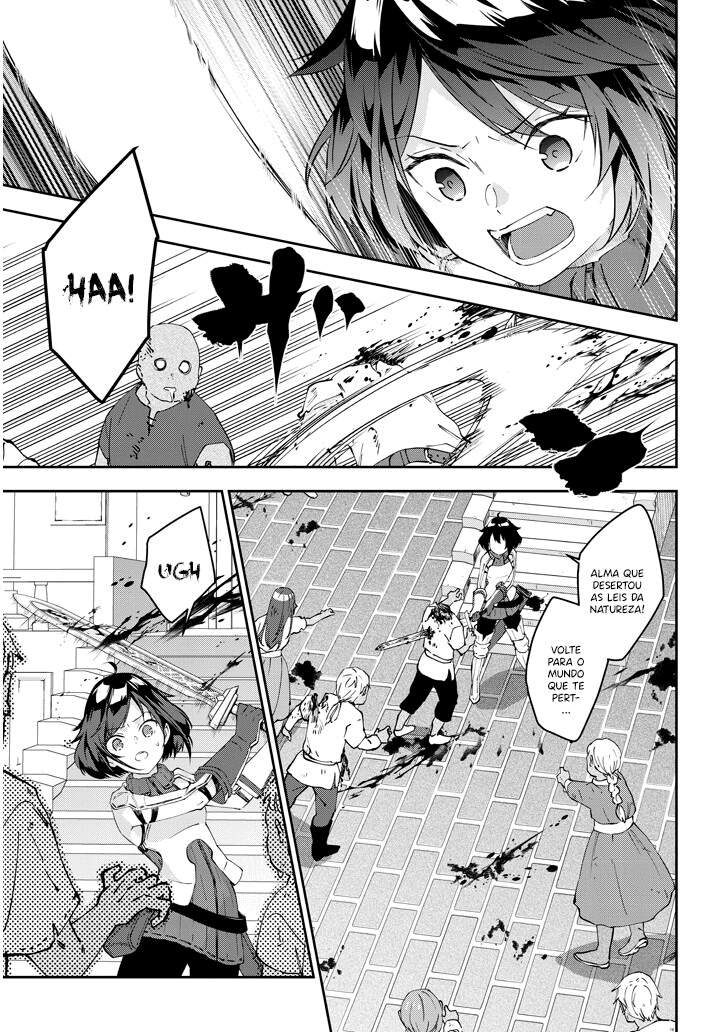 HAA!
ALMA QUE
DESERTOU
AS LEIS DA
NATUREZA!
VOLTE
PARA O
MUNDO
QUE TE
PERT-
...
UGH